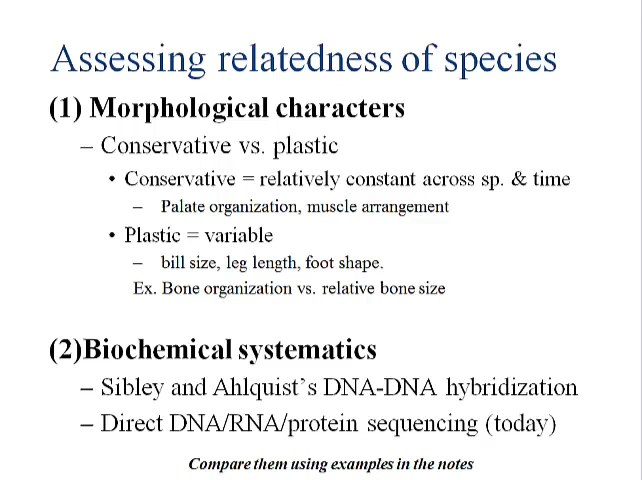 Assessing relatedness of species
(1) Morphological characters
– Conservative vs. plastic
• Conservative = relatively constant across sp. & time
– Palate organization, muscle arrangement
• Plastic = variable
– bill size, leg length, foot shape.
Ex. Bone organization vs. relative bone size
(2)Biochemical systematics
– Sibley and Ahlquist’s DNA-DNA hybridization
– Direct DNA/RNA/protein sequencing (today)
Compare them using examples in the notes